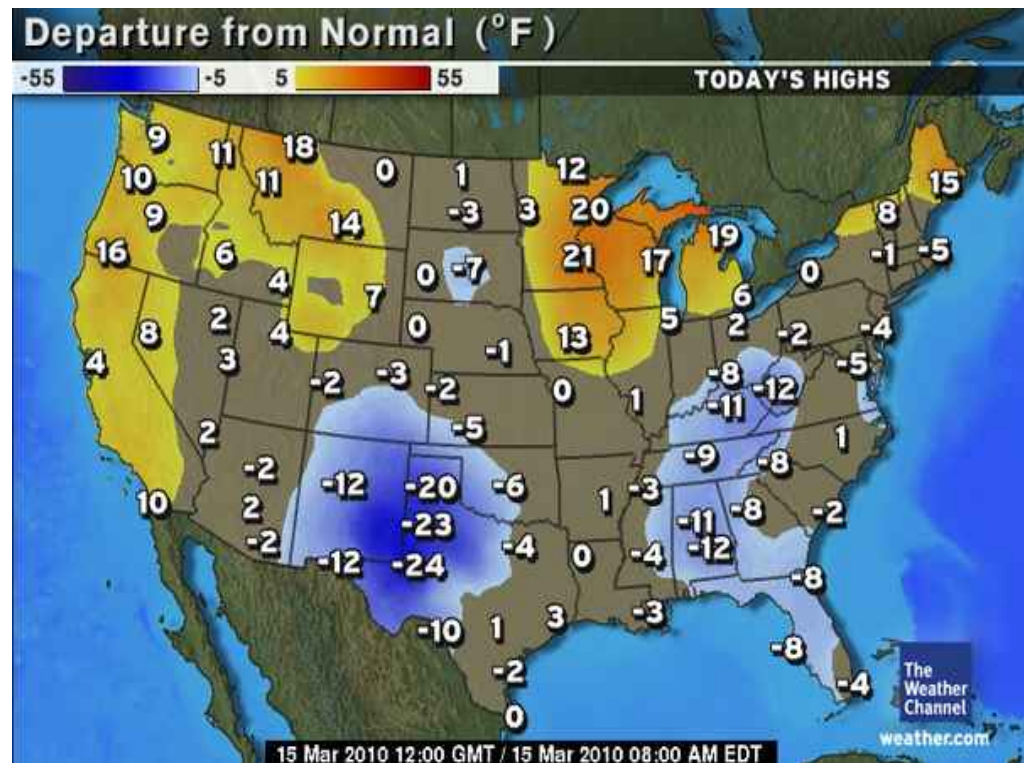 Departure from Normal (°F)
-55 -5 5 55 TODAY'S HIGHS
9 11 18 0 1 12
10 11 -3 3 20 15
9 14 8
16 6 0 -7 21 17 19 -1 -5
4 7 0 6
8 2 4 0 13 5 2 -2 -4
4 3 -1
-2 -3 -2 0 1 -8 -12 -5
-11
2 -5 1
-2 -12 -20 -6 -9 -8
10 2 1 -3 -8 -2
-23 -11
-2 -4 0 -4 -12
-12 -24 -8
-10 1 3 -3
-8
-2 -4
0
The
Weather
Channel
weather.com
15 Mar 2010 12:00 GMT / 15 Mar 2010 08:00 AM EDT